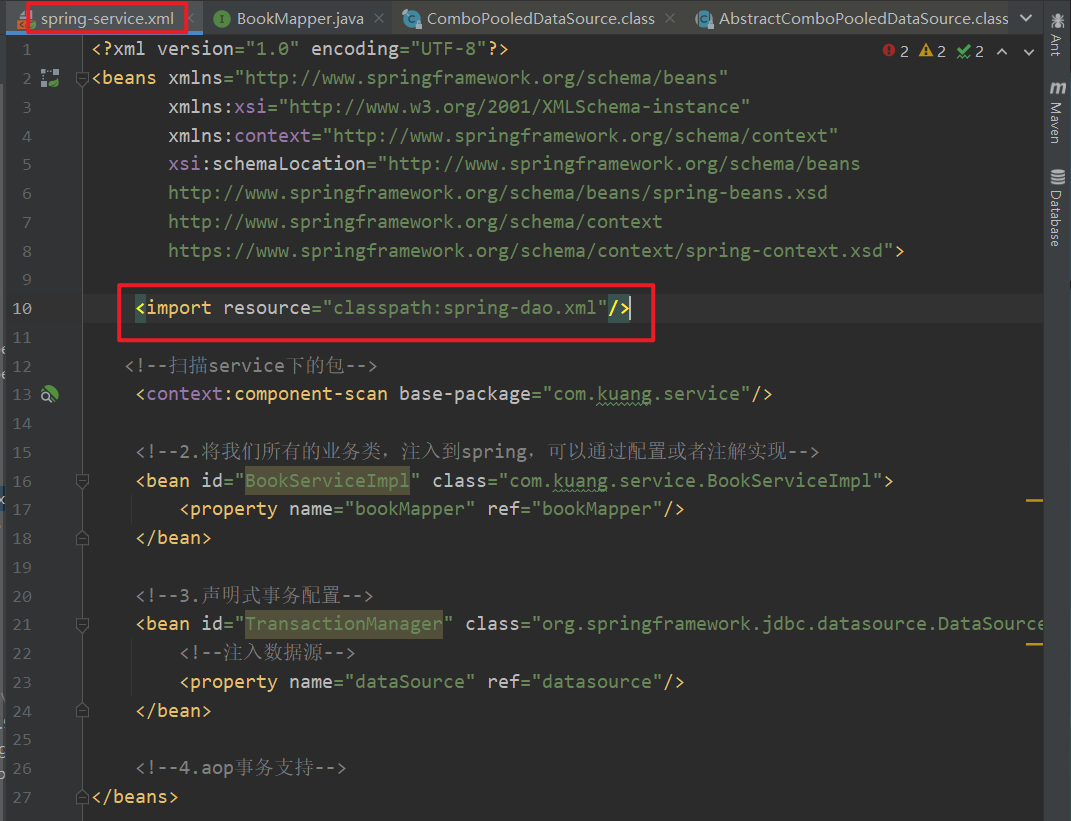 spring-service.xml
BookMapper.java
ComboPooledDataSource.class
AbstractComboPooledDataSource.class
2 2 2
Ant
Maven
Database
1 <?xml version="1.0" encoding="UTF-8"?>
2 <beans xmlns="http://www.springframework.org/schema/beans"
3 xmlns:xsi="http://www.w3.org/2001/XMLSchema-instance"
4 xmlns:context="http://www.springframework.org/schema/context"
5 xsi:schemaLocation="http://www.springframework.org/schema/beans
6 http://www.springframework.org/schema/beans/spring-beans.xsd
7 http://www.springframework.org/schema/context
8 https://www.springframework.org/schema/context/spring-context.xsd">
9
10 <import resource="classpath:spring-dao.xml"/>
11
12 <!--扫描service下的包-->
13 <context:component-scan base-package="com.kuang.service"/>
14
15 <!--2.将我们所有的业务类，注入到spring，可以通过配置或者注解实现-->
16 <bean id="BookServiceImpl" class="com.kuang.service.BookServiceImpl">
17 <property name="bookMapper" ref="bookMapper"/>
18 </bean>
19
20 <!--3.声明式事务配置-->
21 <bean id="TransactionManager" class="org.springframework.jdbc.datasource.DataSource
22 <!--注入数据源-->
23 <property name="dataSource" ref="datasource"/>
24 </bean>
25
26 <!--4.aop事务支持-->
27 </beans>